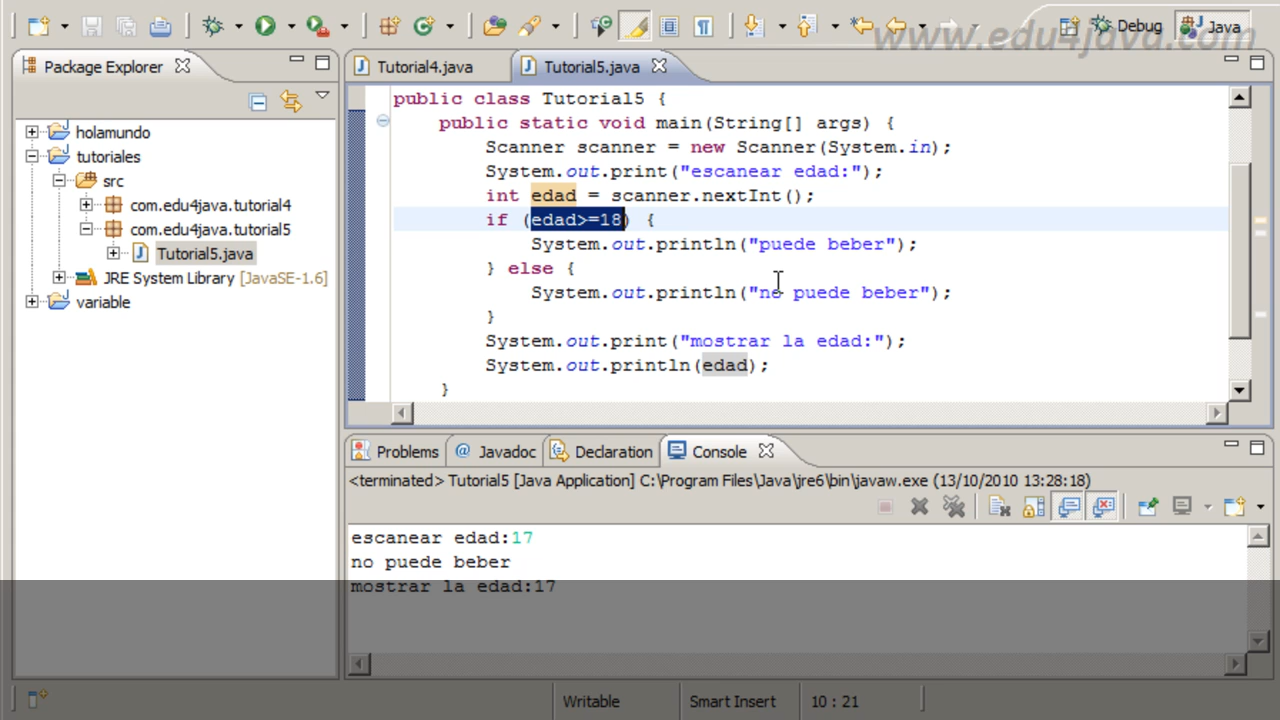 www.edu4java.com
Debug
Java
Package Explorer
holamundo
tutoriales
src
com.edu4java.tutorial4
com.edu4java.tutorial5
Tutorial5.java
JRE System Library [JavaSE-1.6]
variable
Tutorial4.java
Tutorial5.java
public class Tutorial5 {
public static void main(String[] args) {
Scanner scanner = new Scanner(System.in);
System.out.print("escanear edad:");
int edad = scanner.nextInt();
if (edad>=18) {
System.out.println("puede beber");
} else {
System.out.println("no puede beber");
}
System.out.print("mostrar la edad:");
System.out.println(edad);
}
Problems
@ Javadoc
Declaration
Console
<terminated> Tutorial5 [Java Application] C:\Program Files\Java\jre6\bin\javaw.exe (13/10/2010 13:28:18)
escanear edad:17
no puede beber
mostrar la edad:17
Writable
Smart Insert
10 : 21